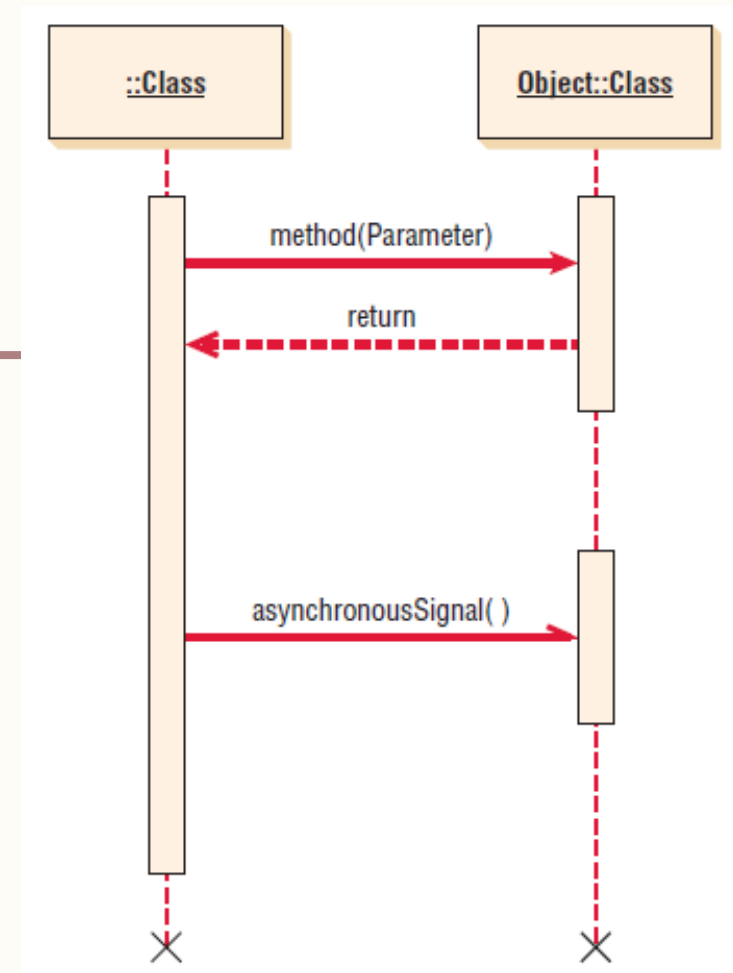 ::Class
Object::Class
method(Parameter)
return
asynchronousSignal( )